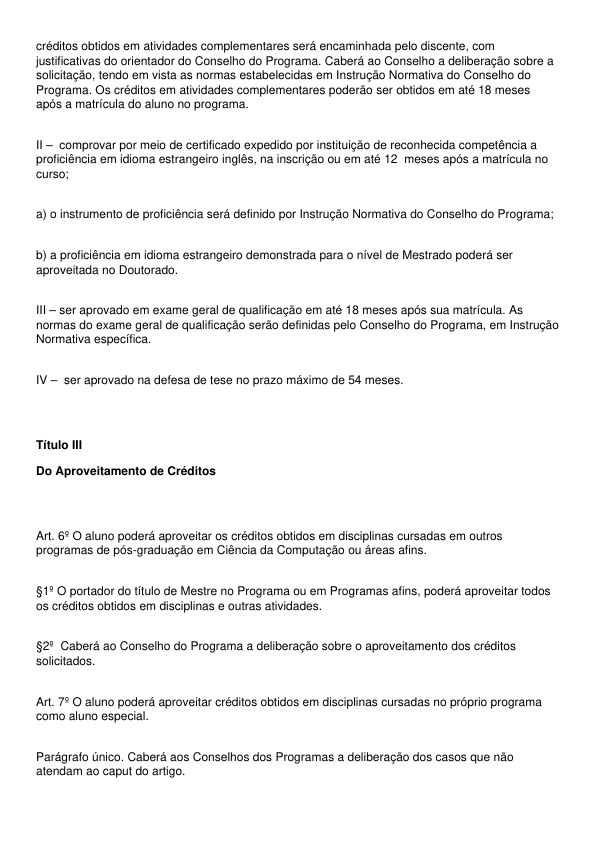 créditos obtidos em atividades complementares será encaminhada pelo discente, com
justificativas do orientador do Conselho do Programa. Caberá ao Conselho a deliberação sobre a
solicitação, tendo em vista as normas estabelecidas em Instrução Normativa do Conselho do
Programa. Os créditos em atividades complementares poderão ser obtidos em até 18 meses
após a matrícula do aluno no programa.
II –  comprovar por meio de certificado expedido por instituição de reconhecida competência a
proficiência em idioma estrangeiro inglês, na inscrição ou em até 12  meses após a matrícula no
curso;
a) o instrumento de proficiência será definido por Instrução Normativa do Conselho do Programa;
b) a proficiência em idioma estrangeiro demonstrada para o nível de Mestrado poderá ser
aproveitada no Doutorado.
III – ser aprovado em exame geral de qualificação em até 18 meses após sua matrícula. As
normas do exame geral de qualificação serão definidas pelo Conselho do Programa, em Instrução
Normativa específica.
IV –  ser aprovado na defesa de tese no prazo máximo de 54 meses.
Título III
Do Aproveitamento de Créditos
Art. 6º O aluno poderá aproveitar os créditos obtidos em disciplinas cursadas em outros
programas de pós-graduação em Ciência da Computação ou áreas afins.
§1º O portador do título de Mestre no Programa ou em Programas afins, poderá aproveitar todos
os créditos obtidos em disciplinas e outras atividades.
§2º  Caberá ao Conselho do Programa a deliberação sobre o aproveitamento dos créditos
solicitados.
Art. 7º O aluno poderá aproveitar créditos obtidos em disciplinas cursadas no próprio programa
como aluno especial.
Parágrafo único. Caberá aos Conselhos dos Programas a deliberação dos casos que não
atendam ao caput do artigo.